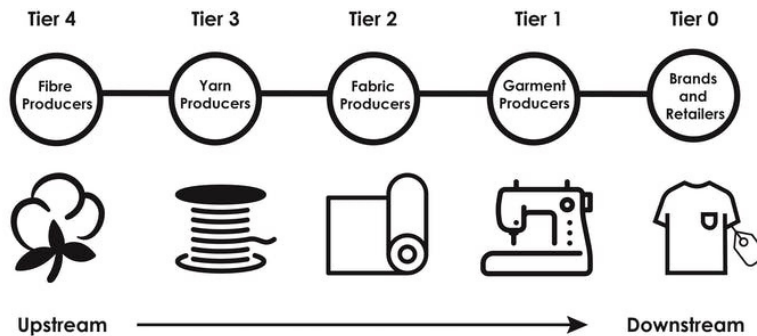 Tier 4 Tier 3 Tier 2 Tier 1 Tier 0
Fibre
Producers
Yarn
Producers
Fabric
Producers
Garment
Producers
Brands
and
Retailers
Upstream Downstream